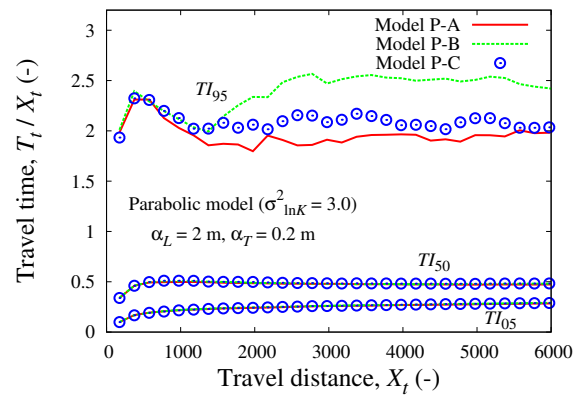 Model P-A
Model P-B
Model P-C
TI95
Parabolic model (σ²lnK = 3.0)
αL = 2 m, αT = 0.2 m
TI50
TI05
Travel time, Tt / Xt (-)
3
2.5
2
1.5
1
0.5
0
0 1000 2000 3000 4000 5000 6000
Travel distance, Xt (-)